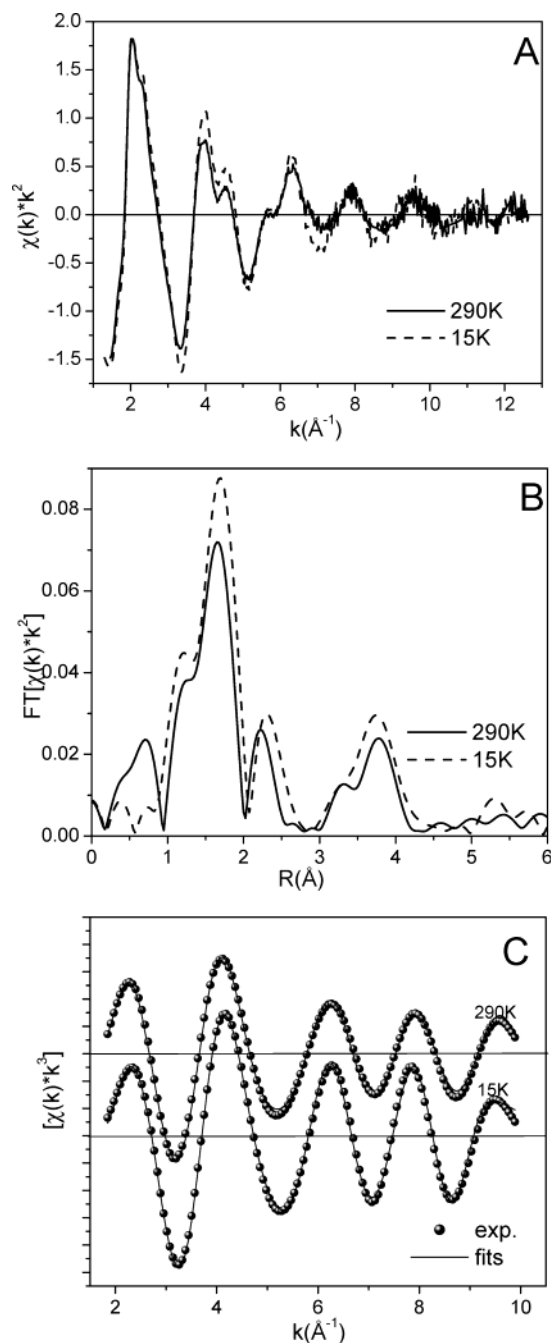 A
2.0
1.5
1.0
0.5
0.0
-0.5
-1.0
-1.5
χ(k)*k²
290K
15K
2 4 6 8 10 12
k(Å⁻¹)
B
0.08
0.06
0.04
0.02
0.00
FT[χ(k)*k²]
290K
15K
0 1 2 3 4 5 6
R(Å)
C
[χ(k)*k³]
290K
15K
exp.
fits
2 4 6 8 10
k(Å⁻¹)